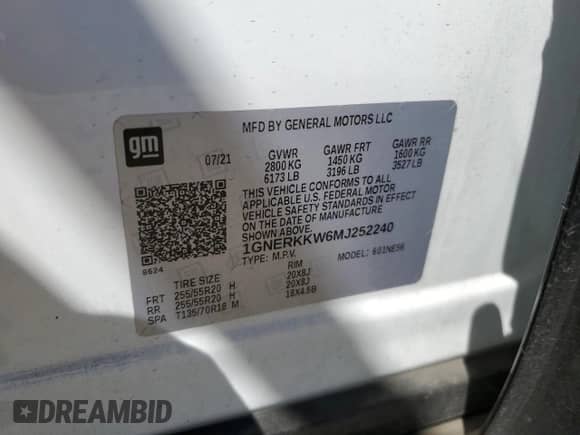 gm
MFD BY GENERAL MOTORS LLC
07/21
GVWR GAWR FRT GAWR RR
2800 KG 1450 KG 1600 KG
6173 LB 3196 LB 3527 LB
THIS VEHICLE CONFORMS TO ALL
APPLICABLE U.S. FEDERAL MOTOR
VEHICLE SAFETY STANDARDS IN EFFECT
ON THE DATE OF MANUFACTURE
SHOWN ABOVE.
1GNERKKW6MJ252240
TYPE: M.P.V. MODEL: 601NE56
6624
TIRE SIZE RIM
FRT 255/55R20 H 20X8J
RR 255/55R20 H 20X8J
SPA T135/70R18 M 18X4.5B
DREAMBID